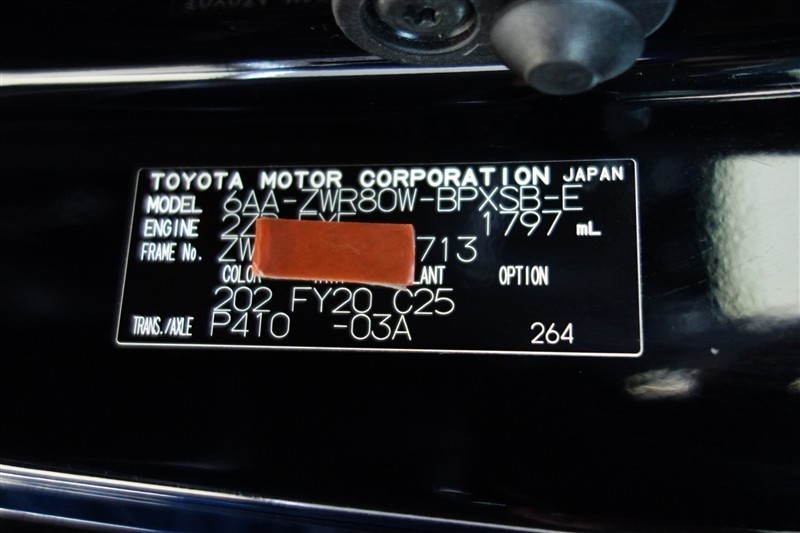 TOYOTA MOTOR CORPORATION JAPAN
MODEL 6AA-ZWR80W-BPXSB-E
ENGINE 1797 mL
FRAME No. ZW 713
COLOR OPTION
202 FY20 C25
TRANS./AXLE P410 -03A 264